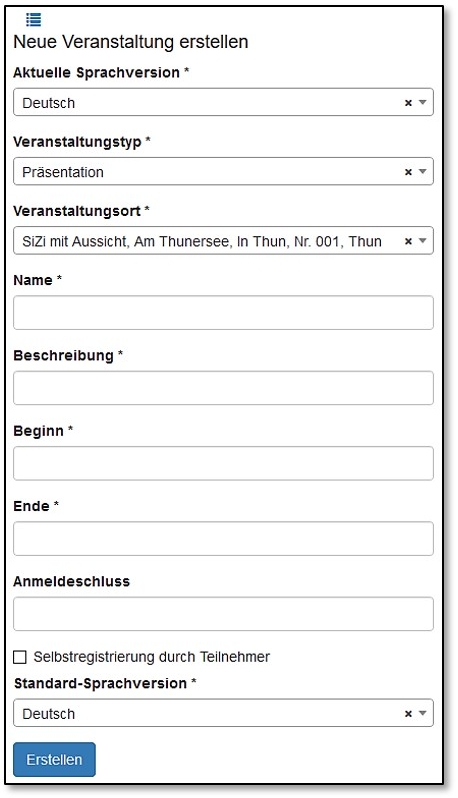 Neue Veranstaltung erstellen
Aktuelle Sprachversion *
Deutsch × 
Veranstaltungstyp *
Präsentation ×
Veranstaltungsort *
SiZi mit Aussicht, Am Thunersee, In Thun, Nr. 001, Thun ×
Name *
Beschreibung *
Beginn *
Ende *
Anmeldeschluss
Selbstregistrierung durch Teilnehmer
Standard-Sprachversion *
Deutsch ×
Erstellen